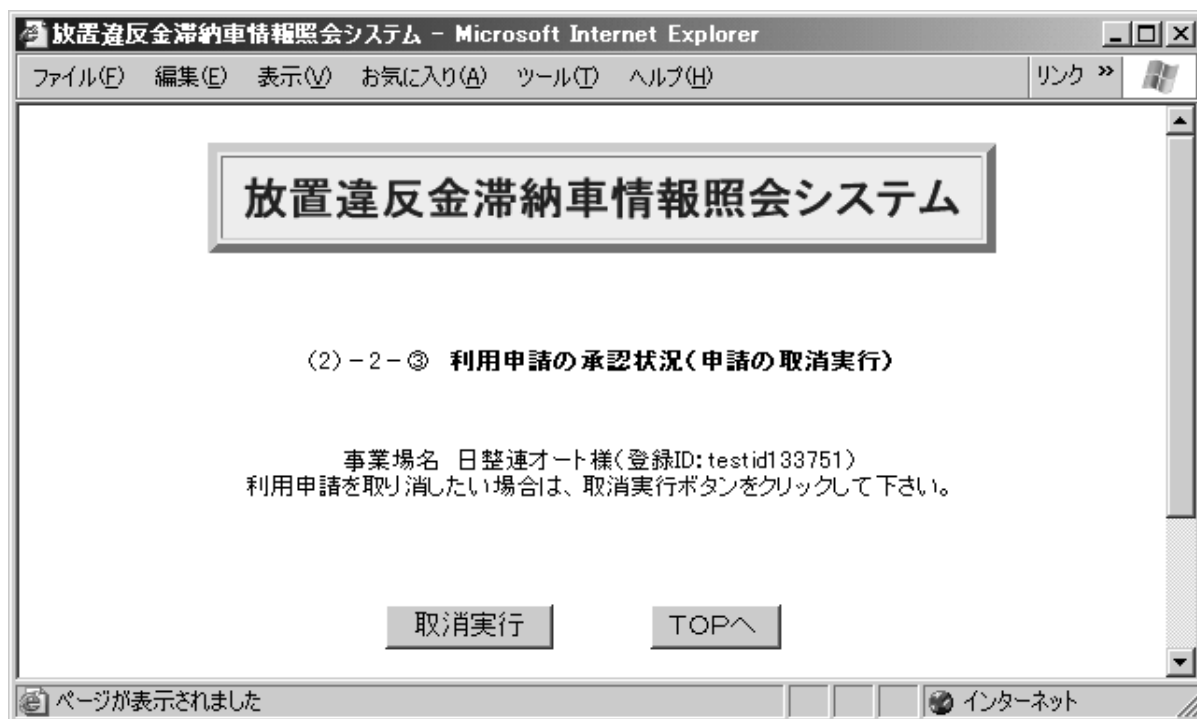 放置違反金滞納車情報照会システム - Microsoft Internet Explorer
ファイル(F) 編集(E) 表示(V) お気に入り(A) ツール(T) ヘルプ(H) リンク »
放置違反金滞納車情報照会システム
(2)-2-③ 利用申請の承認状況(申請の取消実行)
事業場名 日整連オート様(登録ID:testid133751)
利用申請を取り消したい場合は、取消実行ボタンをクリックして下さい。
取消実行 TOPへ
ページが表示されました インターネット